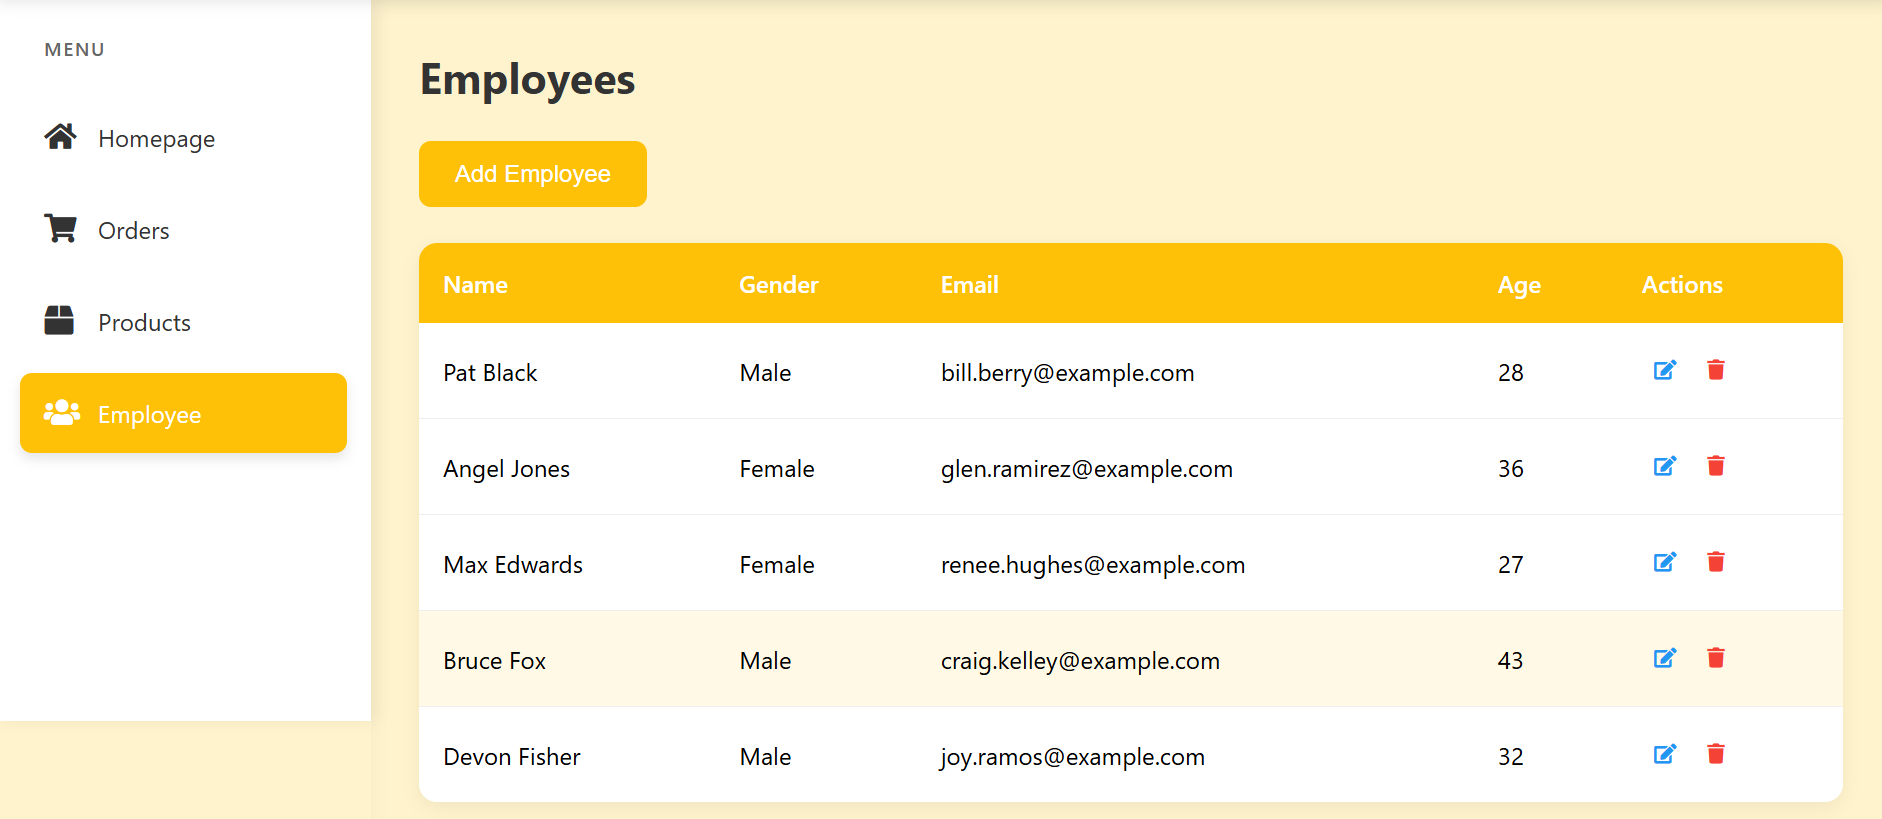 MENU
Homepage
Orders
Products
Employee
Employees
Add Employee
Name Gender Email Age Actions
Pat Black Male bill.berry@example.com 28
Angel Jones Female glen.ramirez@example.com 36
Max Edwards Female renee.hughes@example.com 27
Bruce Fox Male craig.kelley@example.com 43
Devon Fisher Male joy.ramos@example.com 32